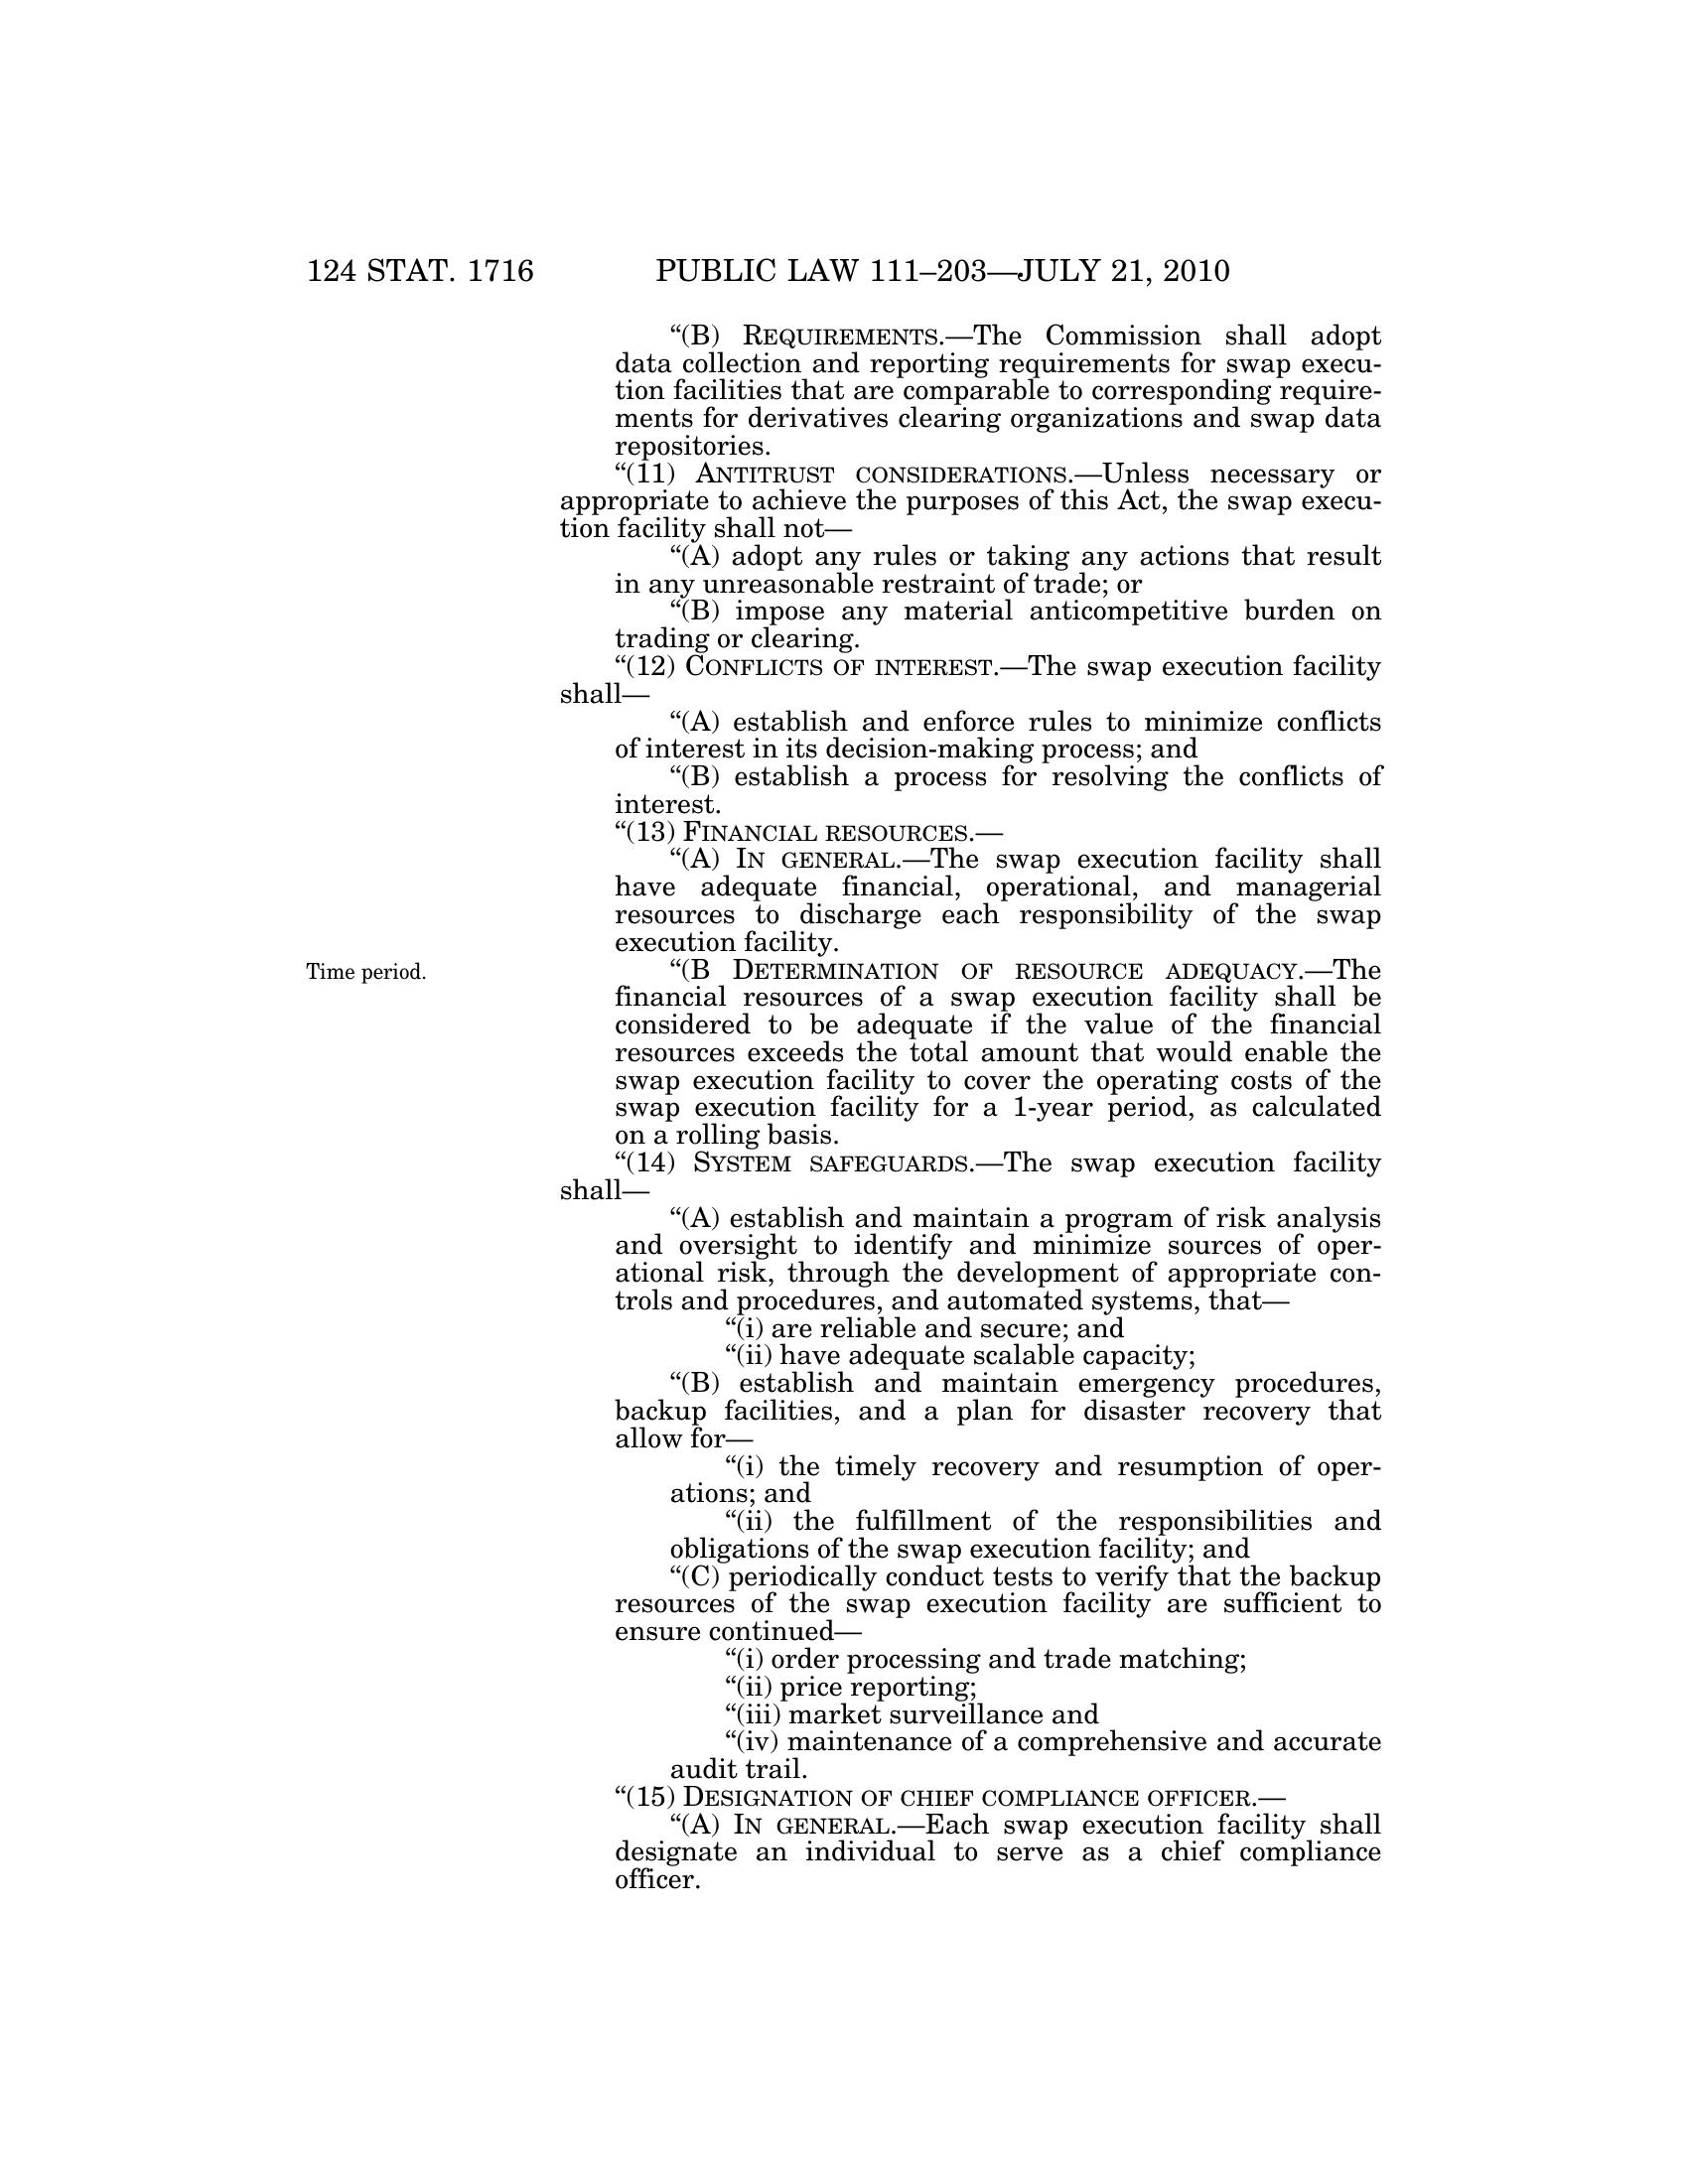 124 STAT. 1716 PUBLIC LAW 111–203—JULY 21, 2010
“(B) REQUIREMENTS.—The Commission shall adopt
data collection and reporting requirements for swap execu-
tion facilities that are comparable to corresponding require-
ments for derivatives clearing organizations and swap data
repositories.
“(11) ANTITRUST CONSIDERATIONS.—Unless necessary or
appropriate to achieve the purposes of this Act, the swap execu-
tion facility shall not—
“(A) adopt any rules or taking any actions that result
in any unreasonable restraint of trade; or
“(B) impose any material anticompetitive burden on
trading or clearing.
“(12) CONFLICTS OF INTEREST.—The swap execution facility
shall—
“(A) establish and enforce rules to minimize conflicts
of interest in its decision-making process; and
“(B) establish a process for resolving the conflicts of
interest.
“(13) FINANCIAL RESOURCES.—
“(A) IN GENERAL.—The swap execution facility shall
have adequate financial, operational, and managerial
resources to discharge each responsibility of the swap
execution facility.
Time period.
“(B DETERMINATION OF RESOURCE ADEQUACY.—The
financial resources of a swap execution facility shall be
considered to be adequate if the value of the financial
resources exceeds the total amount that would enable the
swap execution facility to cover the operating costs of the
swap execution facility for a 1-year period, as calculated
on a rolling basis.
“(14) SYSTEM SAFEGUARDS.—The swap execution facility
shall—
“(A) establish and maintain a program of risk analysis
and oversight to identify and minimize sources of oper-
ational risk, through the development of appropriate con-
trols and procedures, and automated systems, that—
“(i) are reliable and secure; and
“(ii) have adequate scalable capacity;
“(B) establish and maintain emergency procedures,
backup facilities, and a plan for disaster recovery that
allow for—
“(i) the timely recovery and resumption of oper-
ations; and
“(ii) the fulfillment of the responsibilities and
obligations of the swap execution facility; and
“(C) periodically conduct tests to verify that the backup
resources of the swap execution facility are sufficient to
ensure continued—
“(i) order processing and trade matching;
“(ii) price reporting;
“(iii) market surveillance and
“(iv) maintenance of a comprehensive and accurate
audit trail.
“(15) DESIGNATION OF CHIEF COMPLIANCE OFFICER.—
“(A) IN GENERAL.—Each swap execution facility shall
designate an individual to serve as a chief compliance
officer.